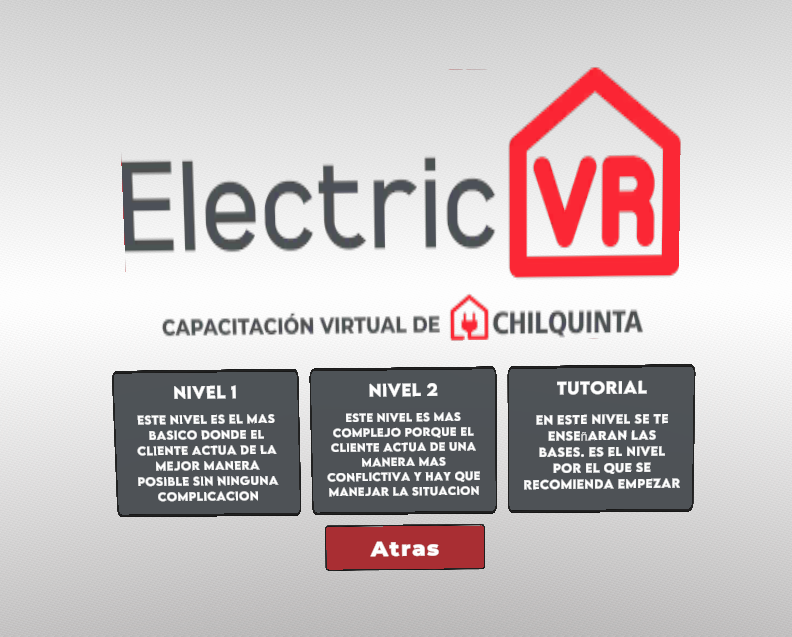 Electric VR
CAPACITACIÓN VIRTUAL DE CHILQUINTA
NIVEL 1
ESTE NIVEL ES EL MAS
BASICO DONDE EL
CLIENTE ACTUA DE LA
MEJOR MANERA
POSIBLE SIN NINGUNA
COMPLICACION
NIVEL 2
ESTE NIVEL ES MAS
COMPLEJO PORQUE EL
CLIENTE ACTUA DE UNA
MANERA MAS
CONFLICTIVA Y HAY QUE
MANEJAR LA SITUACION
TUTORIAL
EN ESTE NIVEL SE TE
ENSEñARAN LAS
BASES. ES EL NIVEL
POR EL QUE SE
RECOMIENDA EMPEZAR
Atras